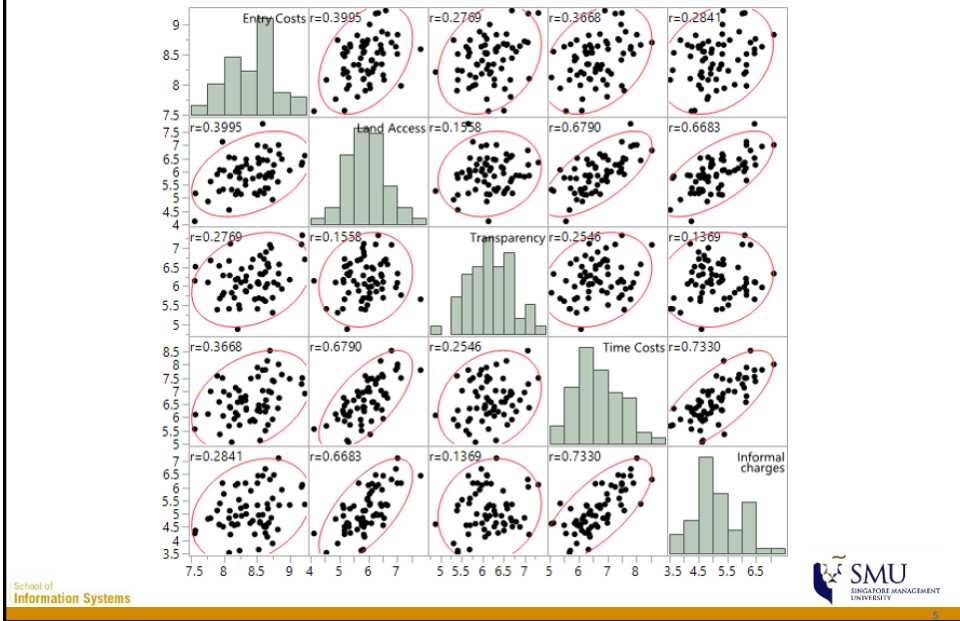 9 Entry Costs r=0.3995 r=0.2769 r=0.3668 r=0.2841
8.5
8
7.5
r=0.3995 Land Access r=0.1558 r=0.6790 r=0.6683
7.5
7
6.5
6
5.5
5
4.5
4
r=0.2769 r=0.1558 Transparency r=0.2546 r=0.1369
7
6.5
6
5.5
5
r=0.3668 r=0.6790 r=0.2546 Time Costs r=0.7330
8.5
8
7.5
7
6.5
6
5.5
5
r=0.2841 r=0.6683 r=0.1369 r=0.7330 Informal
charges
7
6.5
6
5.5
5
4.5
4
3.5
7.5 8 8.5 9 4 5 6 7 5 5.5 6 6.5 7 5 6 7 8 3.5 4.5 5.5 6.5
School of
Information Systems
SMU
SINGAPORE MANAGEMENT
UNIVERSITY